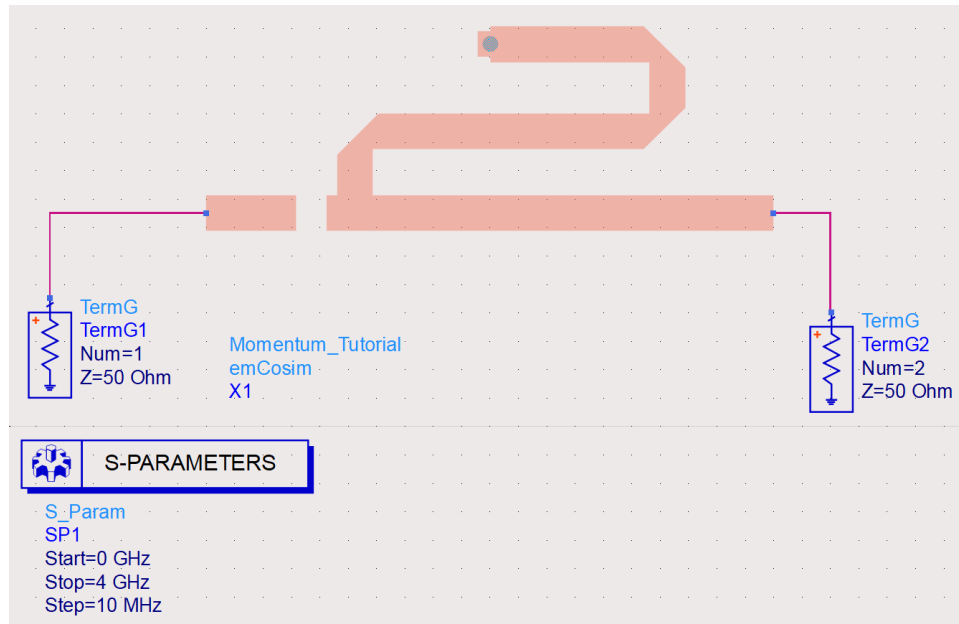 TermG
TermG1
Num=1
Z=50 Ohm
Momentum_Tutorial
emCosim
X1
TermG
TermG2
Num=2
Z=50 Ohm
S-PARAMETERS
S_Param
SP1
Start=0 GHz
Stop=4 GHz
Step=10 MHz